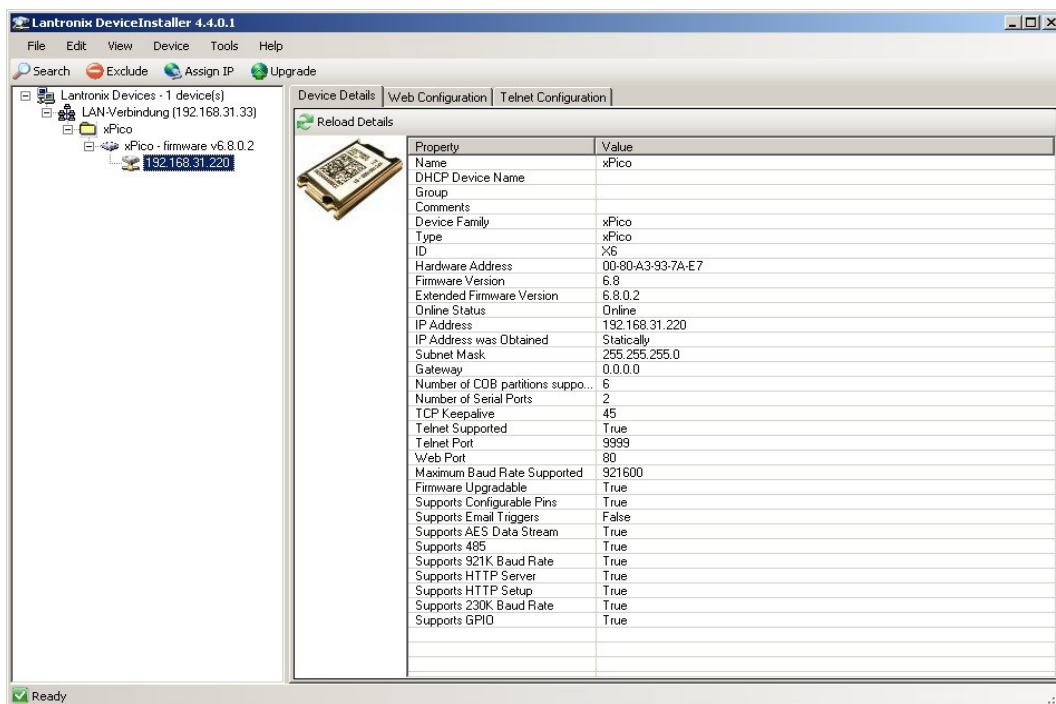 Lantronix DeviceInstaller 4.4.0.1
File Edit View Device Tools Help
Search Exclude Assign IP Upgrade
Lantronix Devices - 1 device(s)
LAN-Verbindung (192.168.31.33)
xPico
xPico - firmware v6.8.0.2
192.168.31.220
Device Details Web Configuration Telnet Configuration
Reload Details
Property Value
Name xPico
DHCP Device Name
Group
Comments
Device Family xPico
Type xPico
ID X6
Hardware Address 00-80-A3-93-7A-E7
Firmware Version 6.8
Extended Firmware Version 6.8.0.2
Online Status Online
IP Address 192.168.31.220
IP Address was Obtained Statically
Subnet Mask 255.255.255.0
Gateway 0.0.0.0
Number of COB partitions suppo... 6
Number of Serial Ports 2
TCP Keepalive 45
Telnet Supported True
Telnet Port 9999
Web Port 80
Maximum Baud Rate Supported 921600
Firmware Upgradable True
Supports Configurable Pins True
Supports Email Triggers False
Supports AES Data Stream True
Supports 485 True
Supports 921K Baud Rate True
Supports HTTP Server True
Supports HTTP Setup True
Supports 230K Baud Rate True
Supports GPIO True
Ready